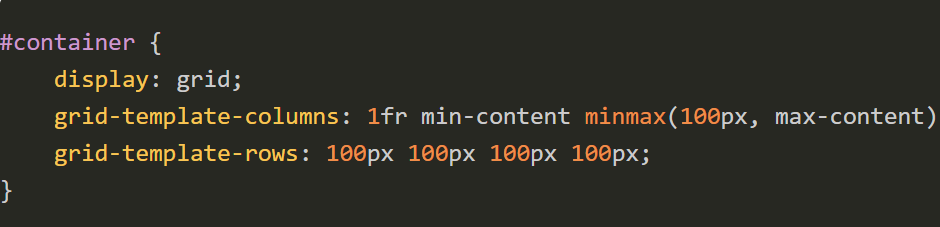 #container {
    display: grid;
    grid-template-columns: 1fr min-content minmax(100px, max-content)
    grid-template-rows: 100px 100px 100px 100px;
}